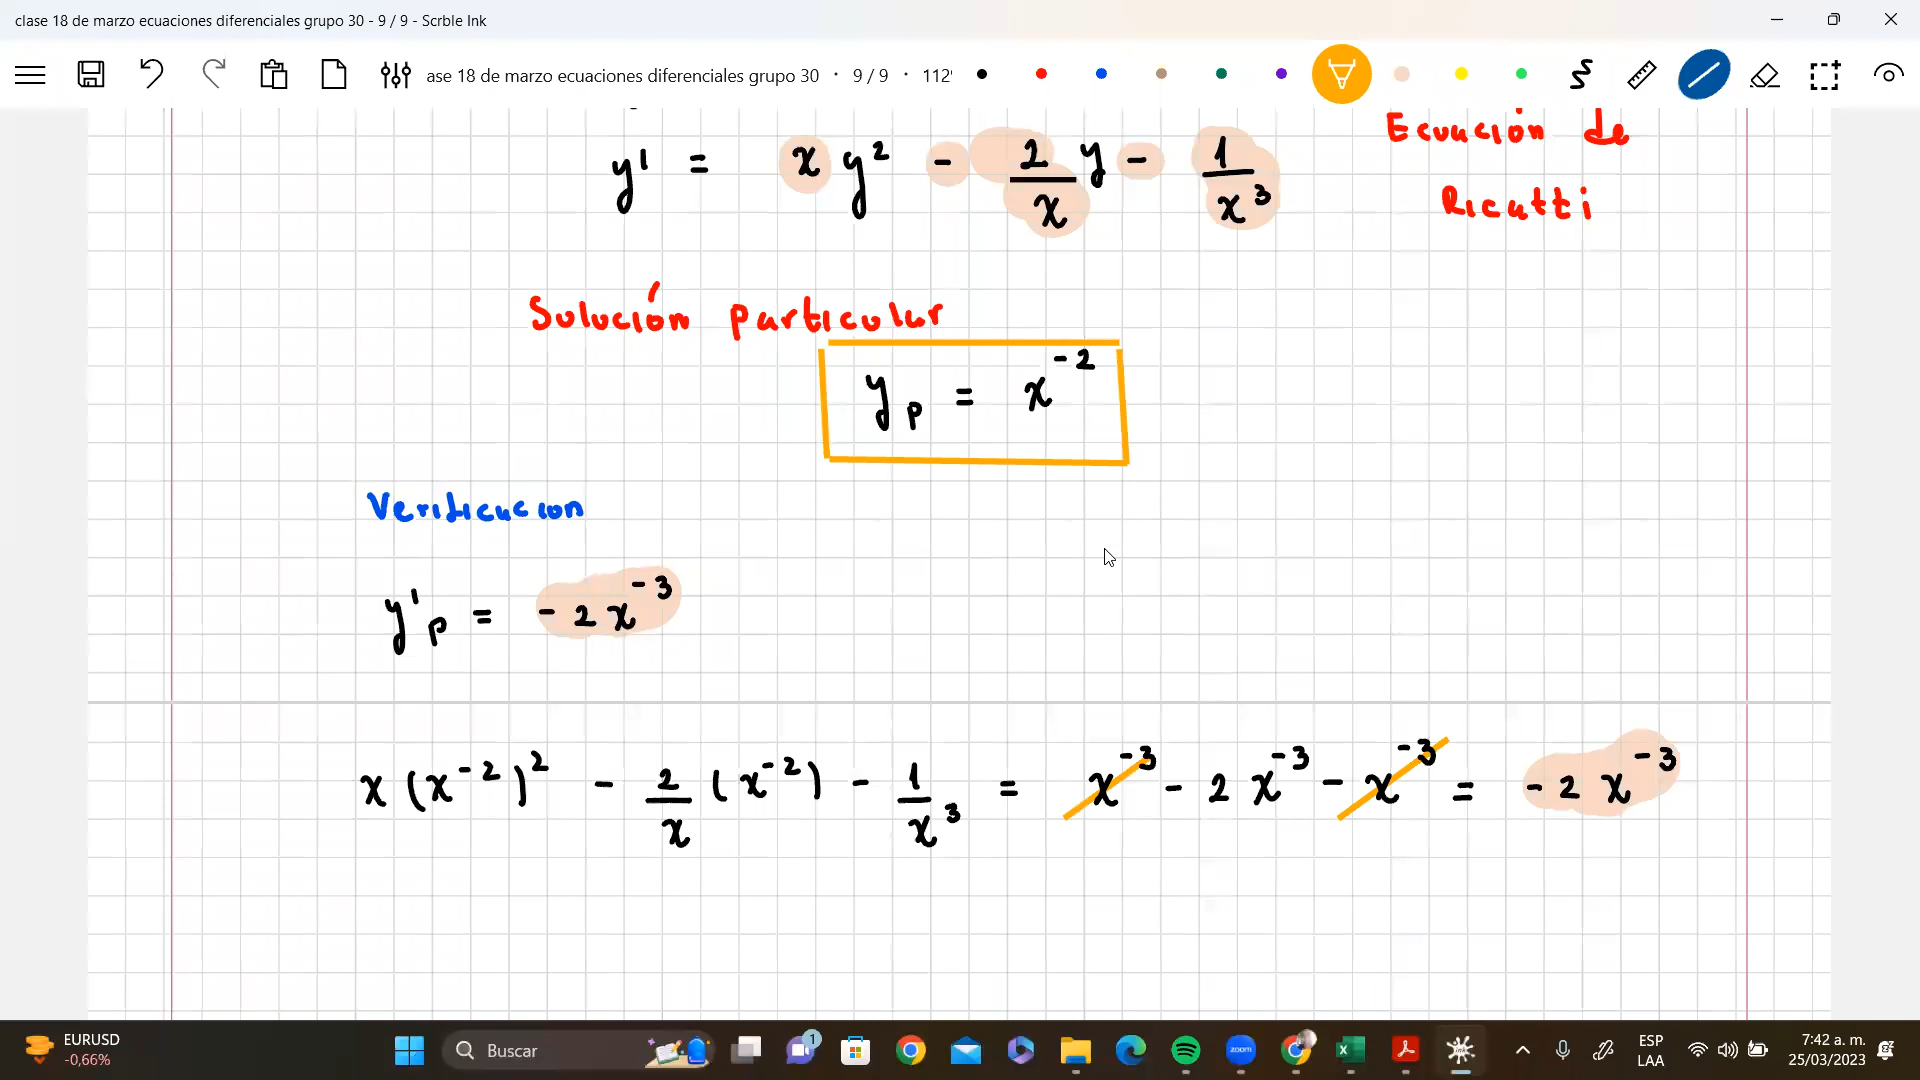 clase 18 de marzo ecuaciones diferenciales grupo 30 - 9 / 9 - Scrble Ink
ase 18 de marzo ecuaciones diferenciales grupo 30 · 9 / 9 · 112
Ecuación de
Ricatti
y' = x y² - 2/x y - 1/x³
Solución particular
y_p = x^-2
Verificacion
y'_p = - 2x^-3
x (x^-2)² - 2/x (x^-2) - 1/x³ = x^-3 - 2x^-3 - x^-3 = - 2x^-3
EURUSD
-0,66%
Buscar
1
zoom
ESP
LAA
7:42 a. m.
25/03/2023